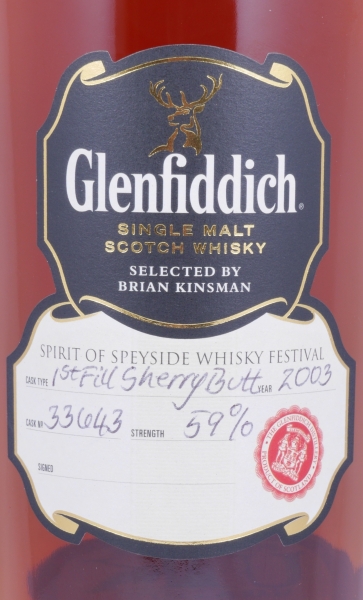 Glenfiddich®
SINGLE MALT
SCOTCH WHISKY
SELECTED BY
BRIAN KINSMAN
SPIRIT OF SPEYSIDE WHISKY FESTIVAL
CASK TYPE 1st Fill Sherry Butt YEAR 2003
CASK Nº 33643 STRENGTH 59%
SIGNED